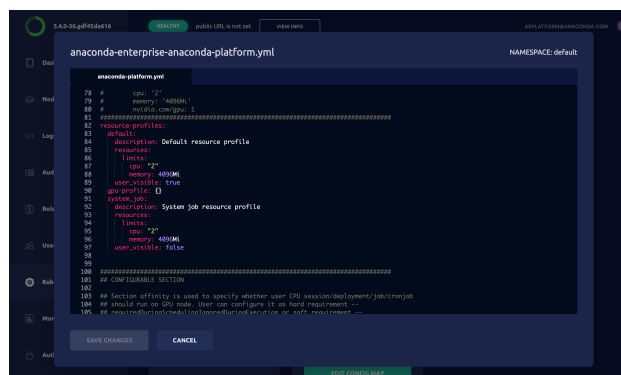 5.4.0-36.gdf45da616 HEALTHY public URL is not set VIEW INFO AEPLATFORM@ANACONDA.COM
anaconda-enterprise-anaconda-platform.yml NAMESPACE: default
anaconda-platform.yml
78 # cpu: '2'
79 # memory: '4096Mi'
80 # nvidia.com/gpu: 1
81 ################################################################################
82 resource-profiles:
83 default:
84 description: Default resource profile
85 resources:
86 limits:
87 cpu: "2"
88 memory: 4096Mi
89 user_visible: true
90 gpu-profile: {}
91 system_job:
92 description: System job resource profile
93 resources:
94 limits:
95 cpu: "2"
96 memory: 4096Mi
97 user_visible: false
98
99
100 ################################################################################
101 ## CONFIGURABLE SECTION
102
103 ## Section affinity is used to specify whether user CPU session/deployment/job/cronjob
104 ## should run on GPU node. User can configure it as hard requirement --
105 ## requiredDuringSchedulingIgnoredDuringExecution or soft requirement --
SAVE CHANGES CANCEL
Das
Nod
Logs
Aud
Role
Use
Kub
Mor
Aut
EDIT CONFIG MAP